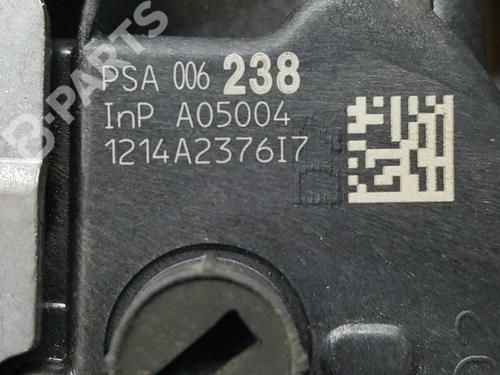 PSA 006 238
InP A05004
1214A2376I7
B-PARTS